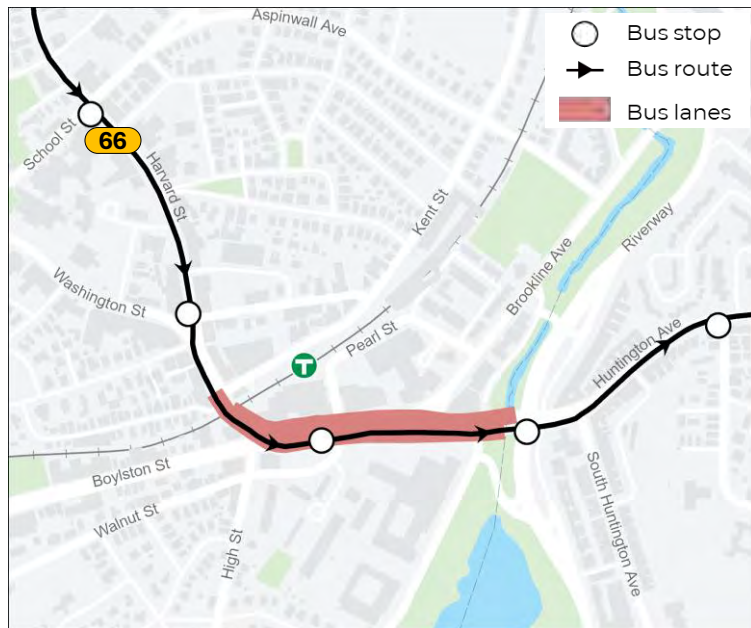 Aspinwall Ave
Bus stop
Bus route
Bus lanes
School St
66
Harvard St
Kent St
Washington St
Brookline Ave
Riverway
Pearl St
T
Huntington Ave
Boylston St
Walnut St
High St
South Huntington Ave